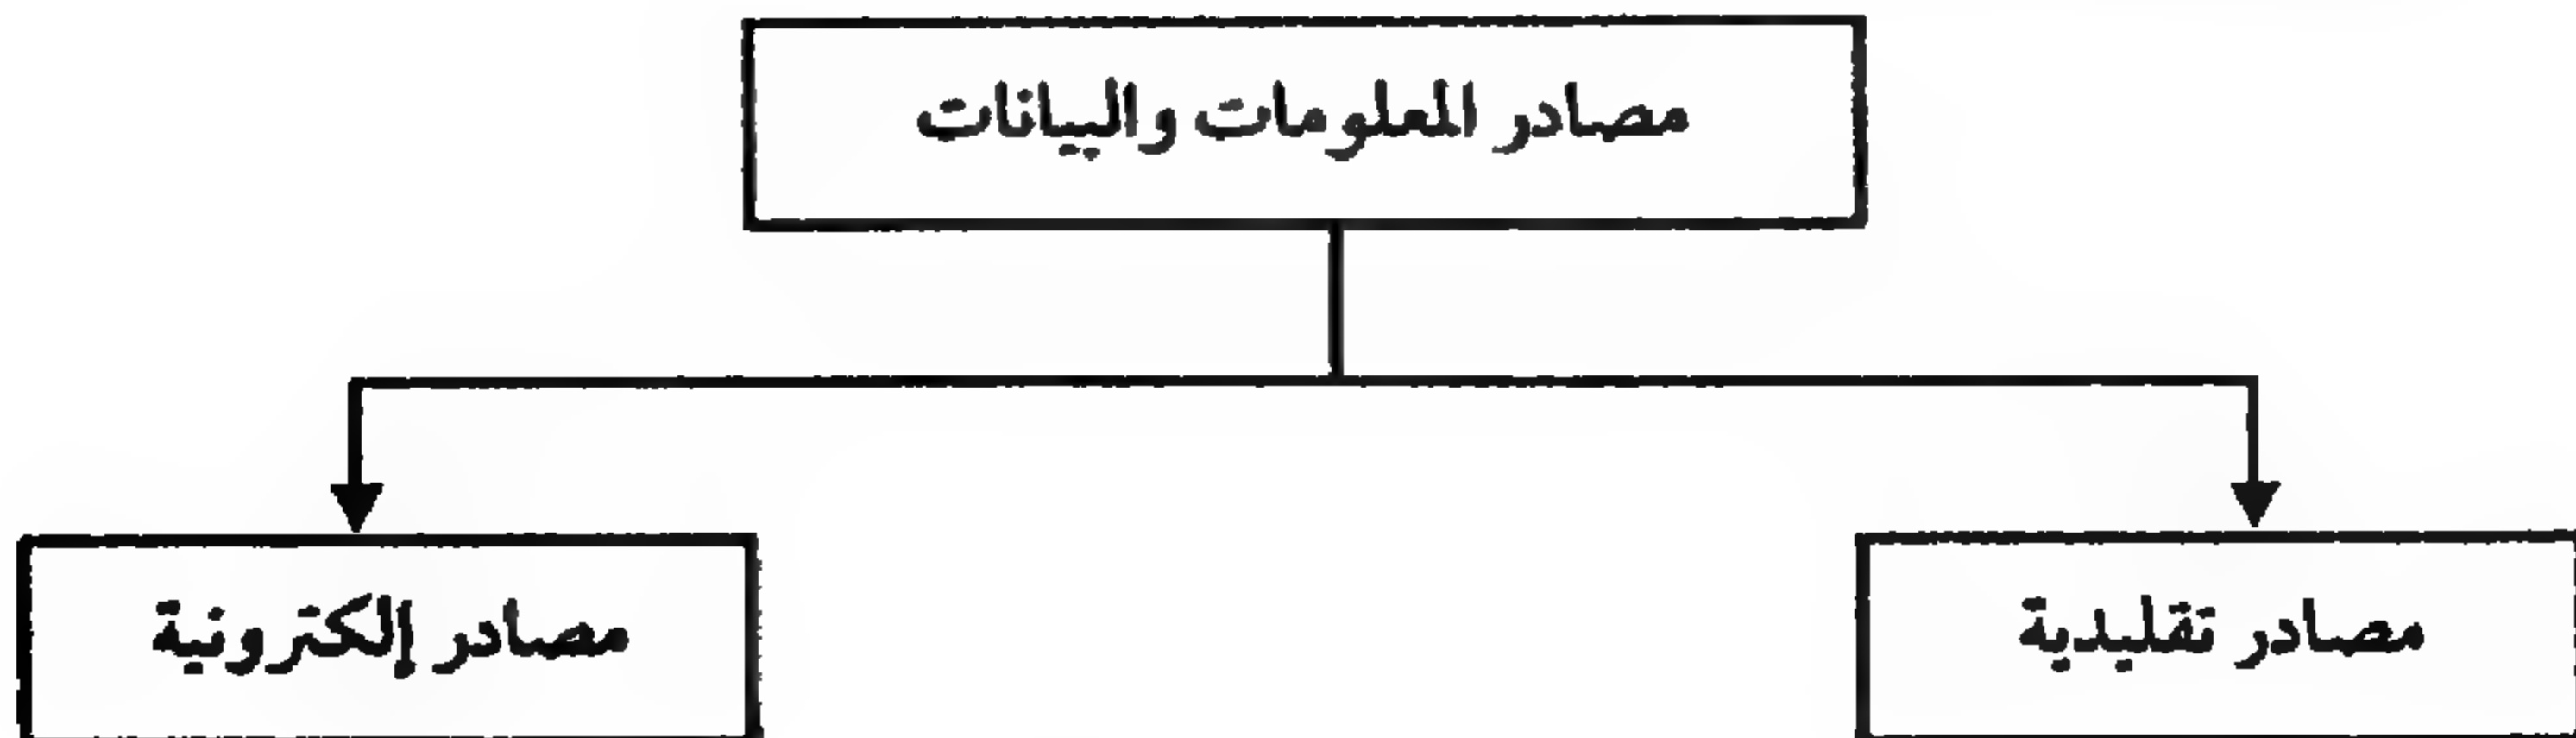 مصادر المعلومات والبيانات
مصادر تقليدية
مصادر إلكترونية